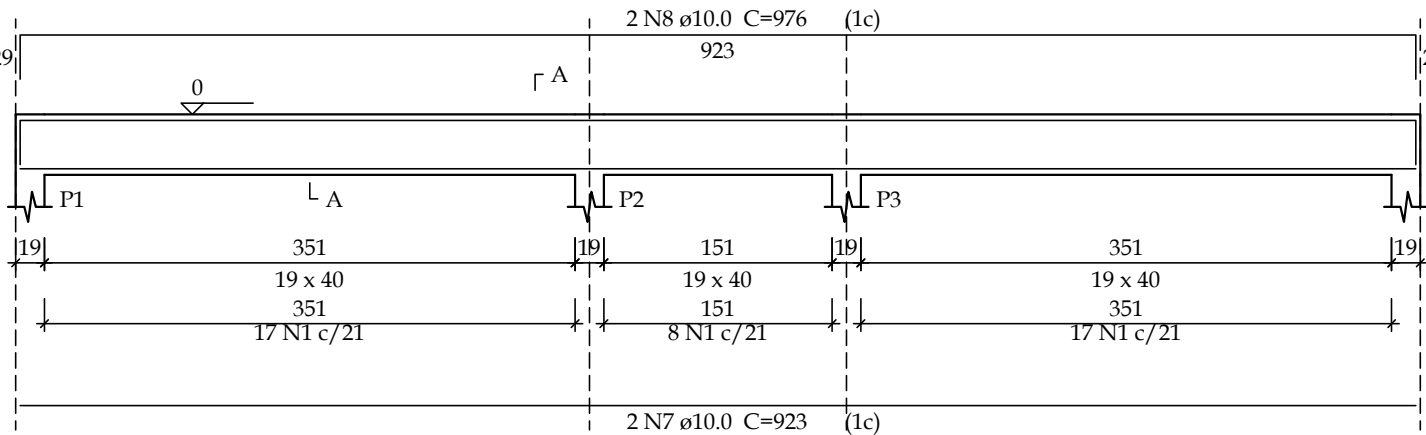 2 N8 ø10.0 C=976 (1c)
923
A
0
P1
A
P2
P3
19 351 19 151 19 351 19
19 x 40 19 x 40 19 x 40
351 151 351
17 N1 c/21 8 N1 c/21 17 N1 c/21
2 N7 ø10.0 C=923 (1c)